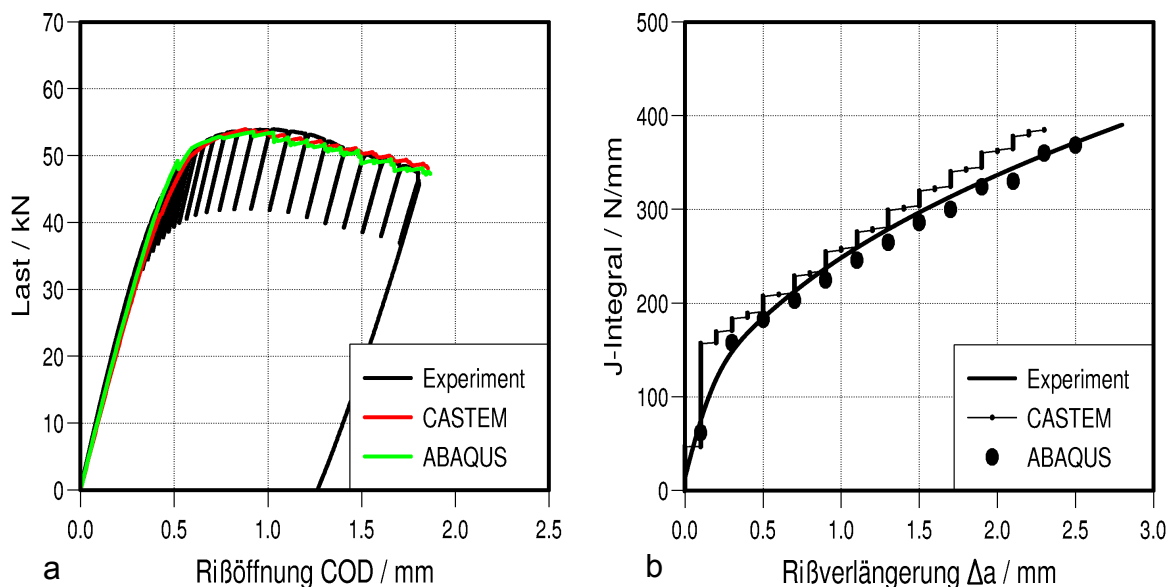 70
60
50
40
30
20
10
0
Last / kN
0.0 0.5 1.0 1.5 2.0 2.5
Rißöffnung COD / mm
Experiment
CASTEM
ABAQUS
a
500
400
300
200
100
0
J-Integral / N/mm
0.0 0.5 1.0 1.5 2.0 2.5 3.0
Rißverlängerung Δa / mm
Experiment
CASTEM
ABAQUS
b